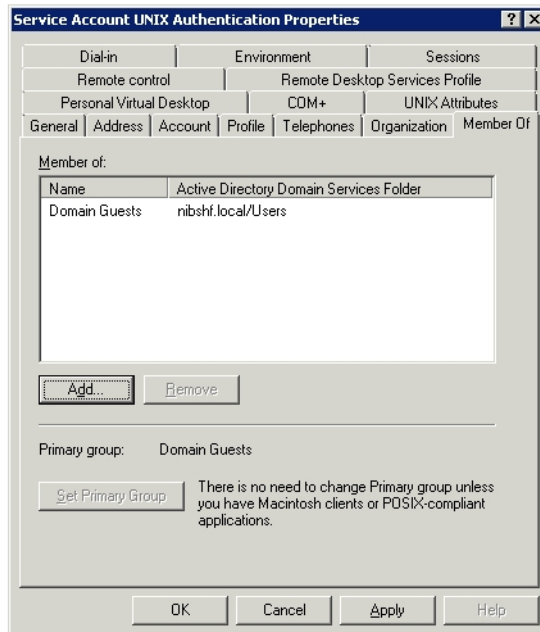 Service Account UNIX Authentication Properties
Dial-in Environment Sessions
Remote control Remote Desktop Services Profile
Personal Virtual Desktop COM+ UNIX Attributes
General Address Account Profile Telephones Organization Member Of
Member of:
Name Active Directory Domain Services Folder
Domain Guests nibshf.local/Users
Add... Remove
Primary group: Domain Guests
Set Primary Group
There is no need to change Primary group unless
you have Macintosh clients or POSIX-compliant
applications.
OK Cancel Apply Help